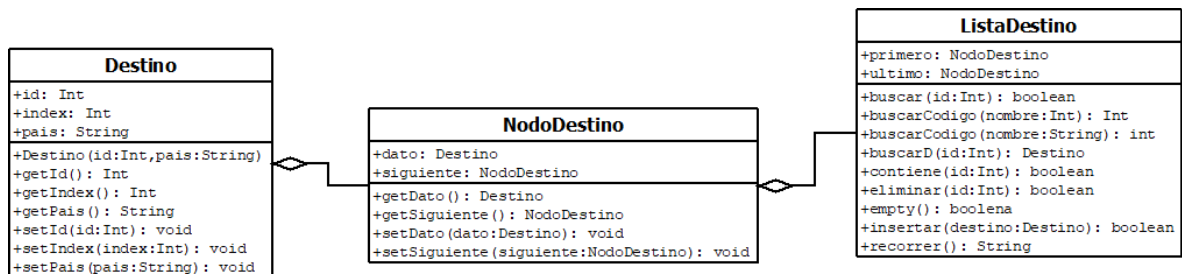 Destino
+id: Int
+index: Int
+pais: String
+Destino(id:Int,pais:String)
+getId(): Int
+getIndex(): Int
+getPais(): String
+setId(id:Int): void
+setIndex(index:Int): void
+setPais(pais:String): void
NodoDestino
+dato: Destino
+siguiente: NodoDestino
+getDato(): Destino
+getSiguiente(): NodoDestino
+setDato(dato:Destino): void
+setSiguiente(siguiente:NodoDestino): void
ListaDestino
+primero: NodoDestino
+ultimo: NodoDestino
+buscar(id:Int): boolean
+buscarCodigo(nombre:Int): Int
+buscarCodigo(nombre:String): int
+buscarD(id:Int): Destino
+contiene(id:Int): boolean
+eliminar(id:Int): boolean
+empty(): boolena
+insertar(destino:Destino): boolean
+recorrer(): String